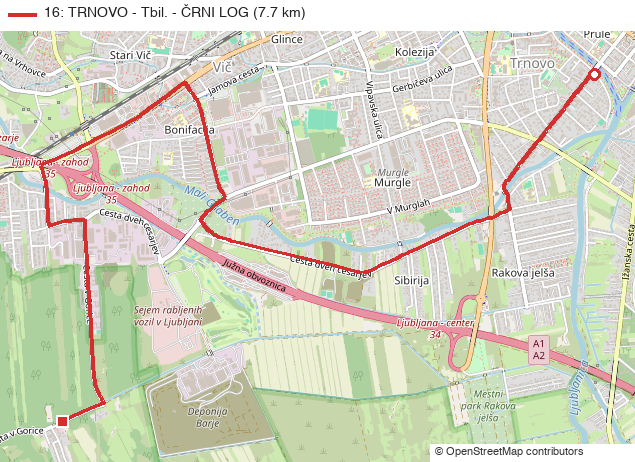 16: TRNOVO - Tbil. - ČRNI LOG (7.7 km)
Glince
Prule
Stari Vič
Kolezija
Vič
Trnovo
Jamova cesta
Gerbičeva ulica
Vipavska ulica
Bonifacija
Ljubljana - zahod
35
Murgle
Murgle
Ljubljana - zahod
35
Mali Graben
V Murglah
Cesta dveh cesarjev
Ižanska cesta
Južna obvoznica
Cesta dveh cesarjev
Sibirija
Rakova jelša
Sejem rabljenih
vozil v Ljubljani
Ljubljana - center
34
A1
A2
Ljubljanica
Deponija
Barje
Mestni
park Rakova
jelša
v Gorice
© OpenStreetMap contributors